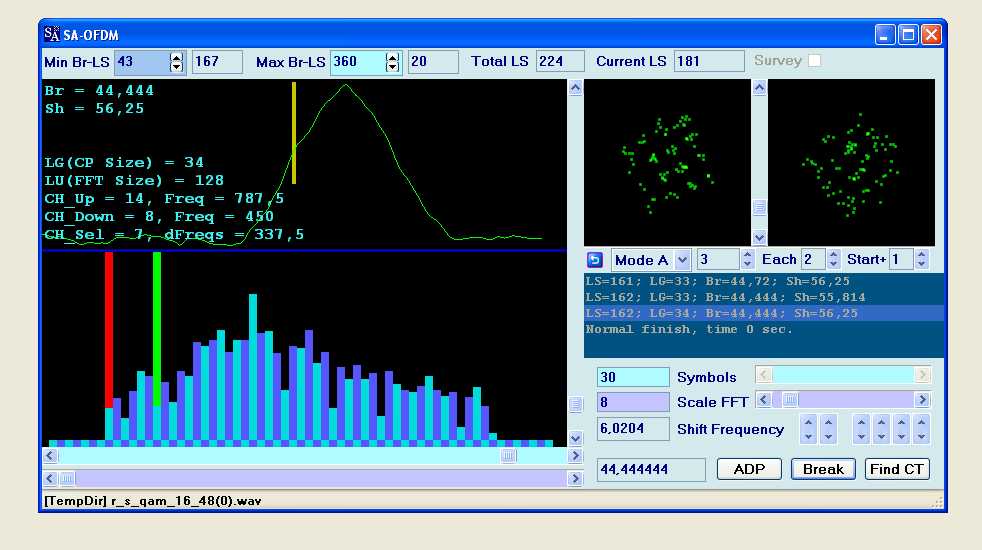 SA SA-OFDM
Min Br-LS 43 167 Max Br-LS 360 20 Total LS 224 Current LS 181 Survey
Br = 44,444
Sh = 56,25
LG(CP Size) = 34
LU(FFT Size) = 128
CH_Up = 14, Freq = 787,5
CH_Down = 8, Freq = 450
CH_Sel = 7, dFreqs = 337,5
Mode A 3 Each 2 Start+ 1
LS=161; LG=33; Br=44,72; Sh=56,25
LS=162; LG=33; Br=44,444; Sh=55,814
LS=162; LG=34; Br=44,444; Sh=56,25
Normal finish, time 0 sec.
30 Symbols
8 Scale FFT
6,0204 Shift Frequency
44,444444 ADP Break Find CT
[TempDir] r_s_qam_16_48(0).wav